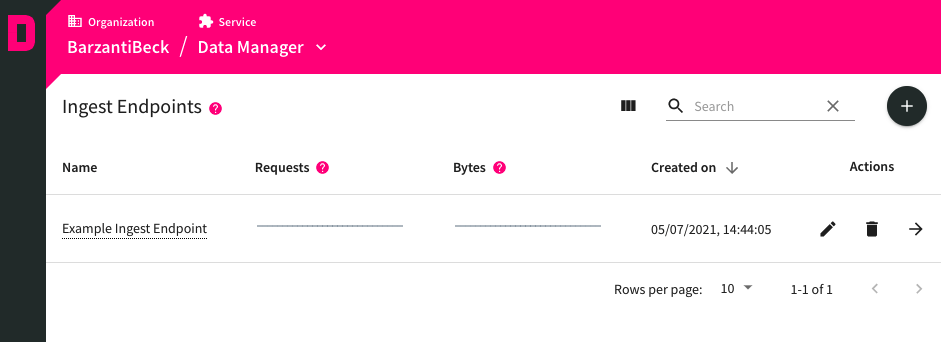 D
Organization
Service
BarzantiBeck / Data Manager
Ingest Endpoints ?
Search
Name
Requests ?
Bytes ?
Created on
Actions
Example Ingest Endpoint
05/07/2021, 14:44:05
Rows per page: 10
1-1 of 1